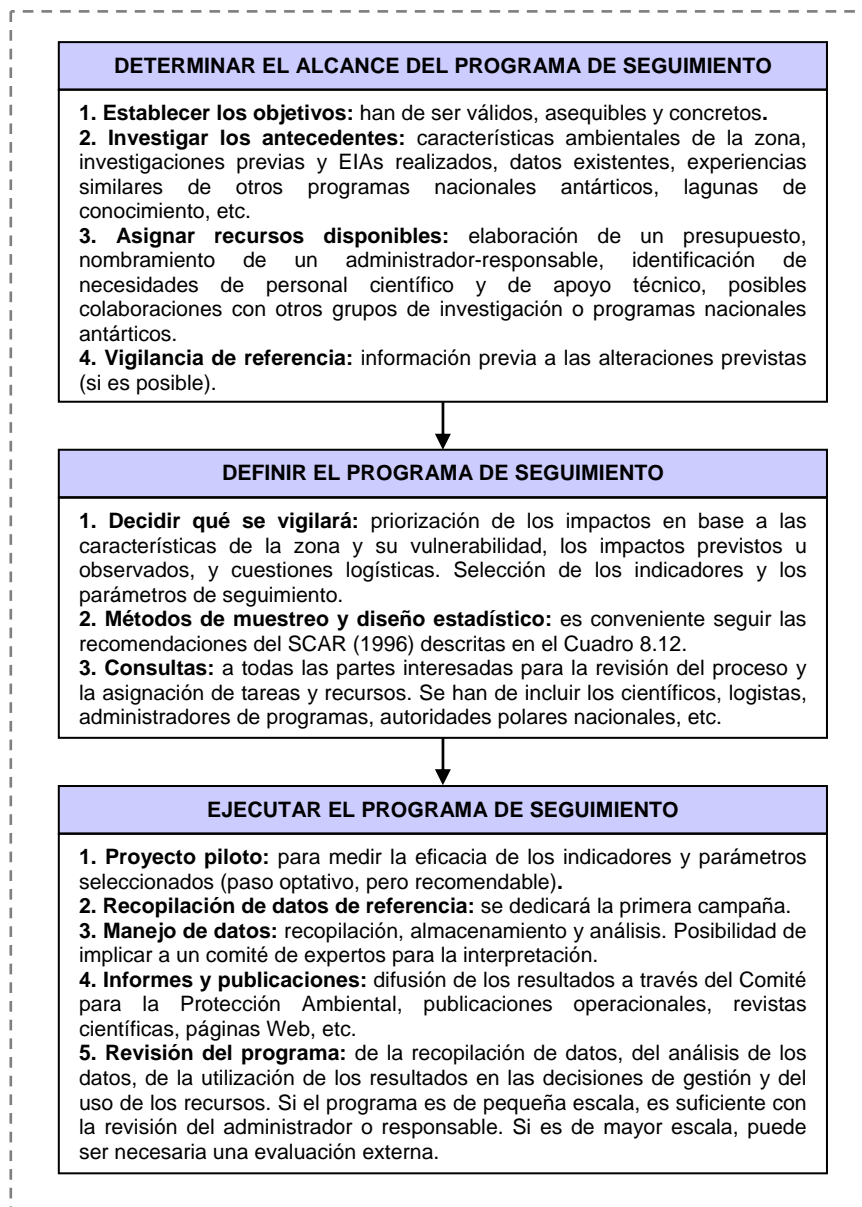 DETERMINAR EL ALCANCE DEL PROGRAMA DE SEGUIMIENTO
1. Establecer los objetivos: han de ser válidos, asequibles y concretos.
2. Investigar los antecedentes: características ambientales de la zona,
investigaciones previas y EIAs realizados, datos existentes, experiencias
similares de otros programas nacionales antárticos, lagunas de
conocimiento, etc.
3. Asignar recursos disponibles: elaboración de un presupuesto,
nombramiento de un administrador-responsable, identificación de
necesidades de personal científico y de apoyo técnico, posibles
colaboraciones con otros grupos de investigación o programas nacionales
antárticos.
4. Vigilancia de referencia: información previa a las alteraciones previstas
(si es posible).
DEFINIR EL PROGRAMA DE SEGUIMIENTO
1. Decidir qué se vigilará: priorización de los impactos en base a las
características de la zona y su vulnerabilidad, los impactos previstos u
observados, y cuestiones logísticas. Selección de los indicadores y los
parámetros de seguimiento.
2. Métodos de muestreo y diseño estadístico: es conveniente seguir las
recomendaciones del SCAR (1996) descritas en el Cuadro 8.12.
3. Consultas: a todas las partes interesadas para la revisión del proceso y
la asignación de tareas y recursos. Se han de incluir los científicos, logistas,
administradores de programas, autoridades polares nacionales, etc.
EJECUTAR EL PROGRAMA DE SEGUIMIENTO
1. Proyecto piloto: para medir la eficacia de los indicadores y parámetros
seleccionados (paso optativo, pero recomendable).
2. Recopilación de datos de referencia: se dedicará la primera campaña.
3. Manejo de datos: recopilación, almacenamiento y análisis. Posibilidad de
implicar a un comité de expertos para la interpretación.
4. Informes y publicaciones: difusión de los resultados a través del Comité
para la Protección Ambiental, publicaciones operacionales, revistas
científicas, páginas Web, etc.
5. Revisión del programa: de la recopilación de datos, del análisis de los
datos, de la utilización de los resultados en las decisiones de gestión y del
uso de los recursos. Si el programa es de pequeña escala, es suficiente con
la revisión del administrador o responsable. Si es de mayor escala, puede
ser necesaria una evaluación externa.